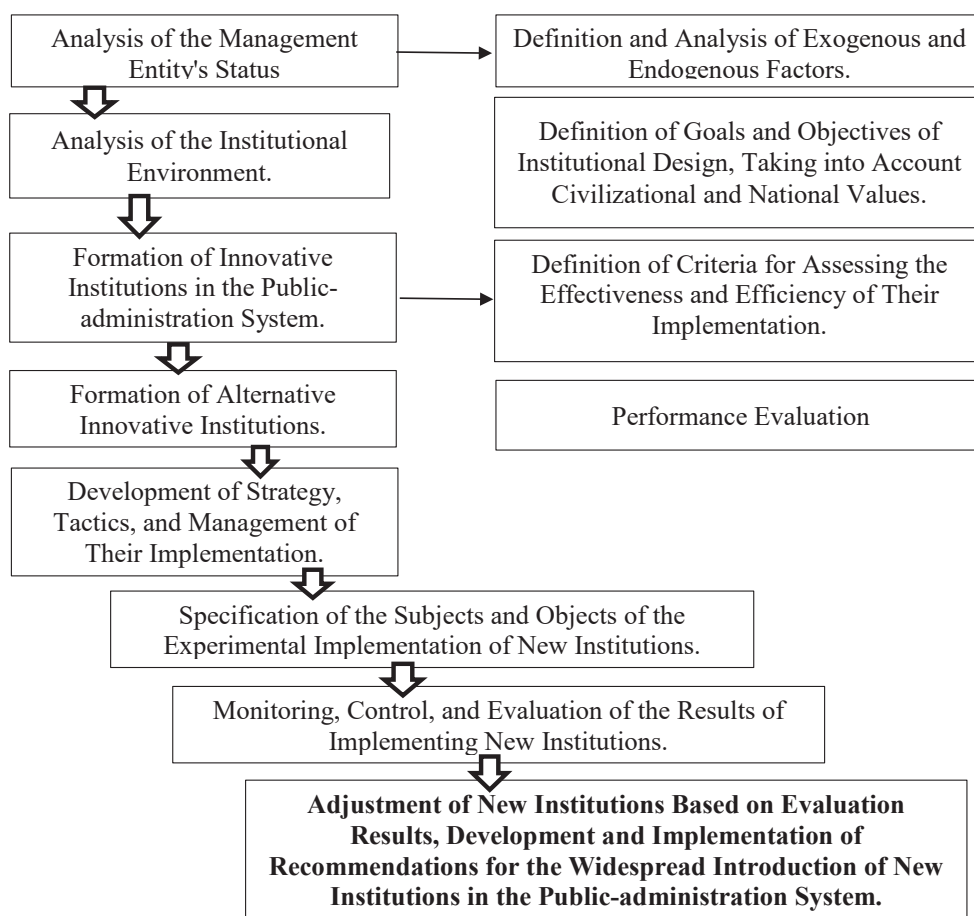 Analysis of the Management
Entity's Status
Definition and Analysis of Exogenous and
Endogenous Factors.
Analysis of the Institutional
Environment.
Definition of Goals and Objectives of
Institutional Design, Taking into Account
Civilizational and National Values.
Formation of Innovative
Institutions in the Public-
administration System.
Definition of Criteria for Assessing the
Effectiveness and Efficiency of Their
Implementation.
Formation of Alternative
Innovative Institutions.
Performance Evaluation
Development of Strategy,
Tactics, and Management of
Their Implementation.
Specification of the Subjects and Objects of the
Experimental Implementation of New Institutions.
Monitoring, Control, and Evaluation of the Results of
Implementing New Institutions.
Adjustment of New Institutions Based on Evaluation
Results, Development and Implementation of
Recommendations for the Widespread Introduction of New
Institutions in the Public-administration System.